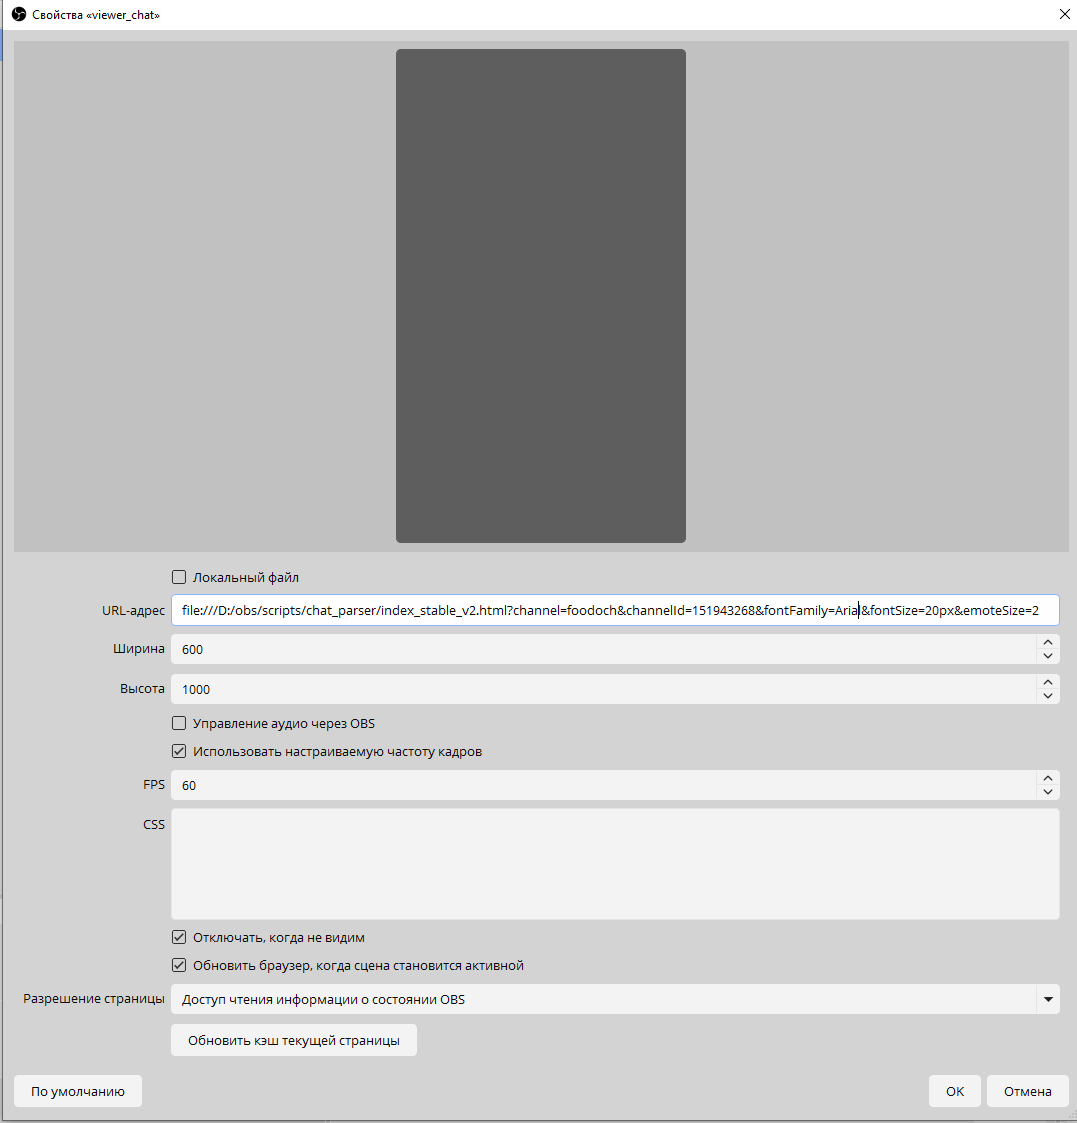 Свойства «viewer_chat»
Локальный файл
URL-адрес file:///D:/obs/scripts/chat_parser/index_stable_v2.html?channel=foodoch&channelId=151943268&fontFamily=Arial&fontSize=20px&emoteSize=2
Ширина 600
Высота 1000
Управление аудио через OBS
Использовать настраиваемую частоту кадров
FPS 60
CSS
Отключать, когда не видим
Обновить браузер, когда сцена становится активной
Разрешение страницы Доступ чтения информации о состоянии OBS
Обновить кэш текущей страницы
По умолчанию OK Отмена